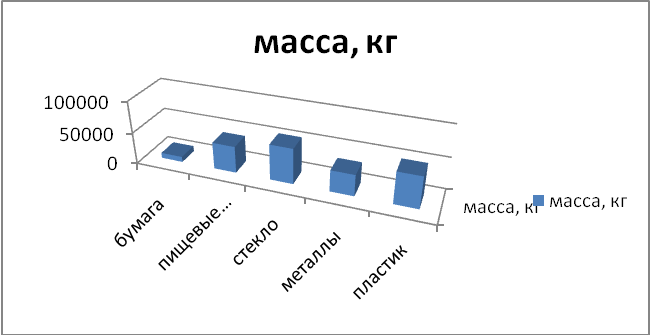 масса, кг
100000
50000
0
бумага
пищевые...
стекло
металлы
пластик
масса, кг
масса, кг